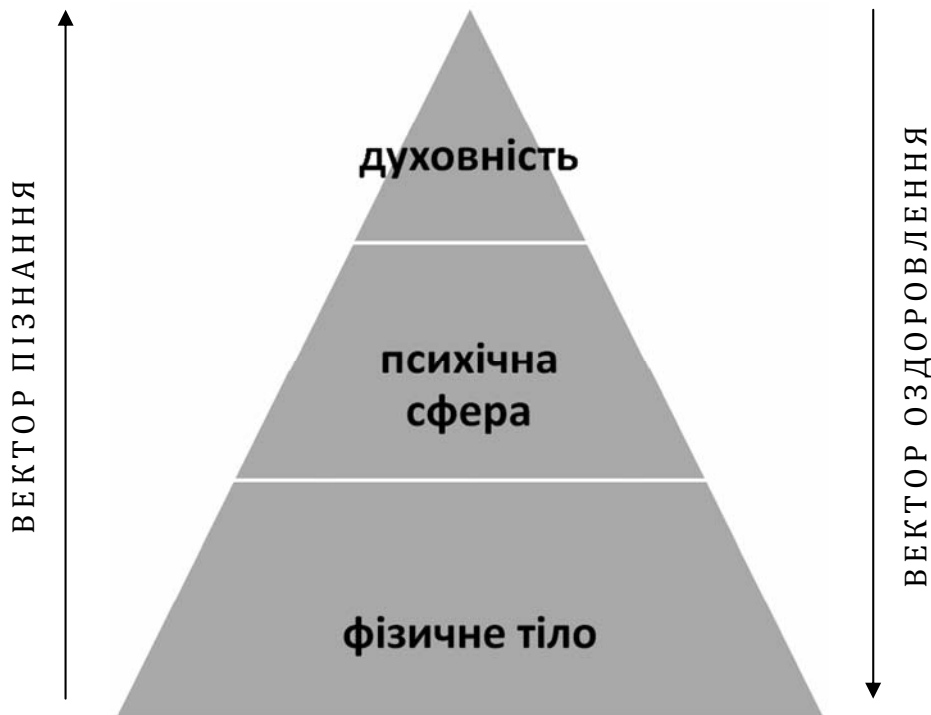 ВЕКТОР ПІЗНАННЯ
духовність
психічна
сфера
фізичне тіло
ВЕКТОР ОЗДОРОВЛЕННЯ